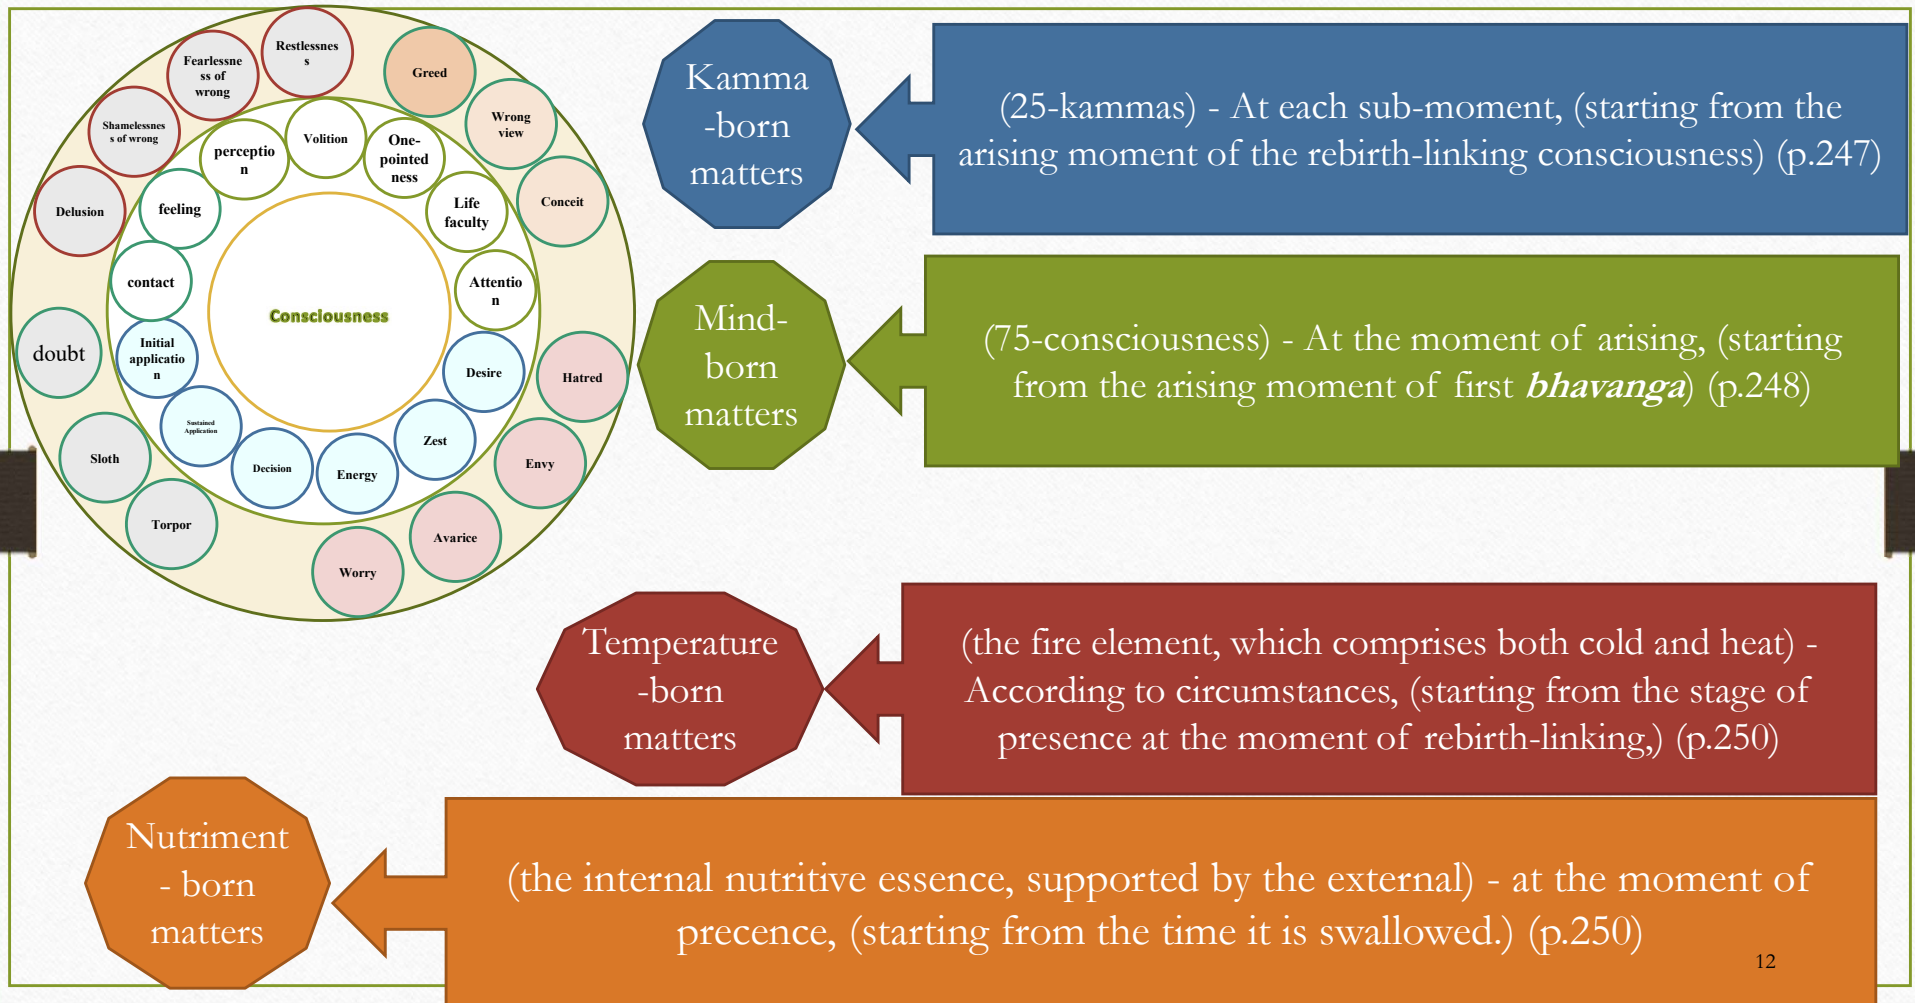 Restlessnes
s
Fearlessne
ss of
wrong
Shamelessnes
s of wrong
Delusion
Greed
Wrong
view
Conceit
perceptio
n
Volition
One-
pointed
ness
Life
faculty
feeling
contact
Attentio
n
Consciousness
Initial
applicatio
n
Sustained
Application
Decision
Energy
Zest
Desire
doubt
Sloth
Torpor
Hatred
Envy
Avarice
Worry
Kamma
-born
matters
(25-kammas) - At each sub-moment, (starting from the
arising moment of the rebirth-linking consciousness) (p.247)
Mind-
born
matters
(75-consciousness) - At the moment of arising, (starting
from the arising moment of first bhavanga) (p.248)
Temperature
-born
matters
(the fire element, which comprises both cold and heat) -
According to circumstances, (starting from the stage of
presence at the moment of rebirth-linking,) (p.250)
Nutriment
- born
matters
(the internal nutritive essence, supported by the external) - at the moment of
precence, (starting from the time it is swallowed.) (p.250)
12